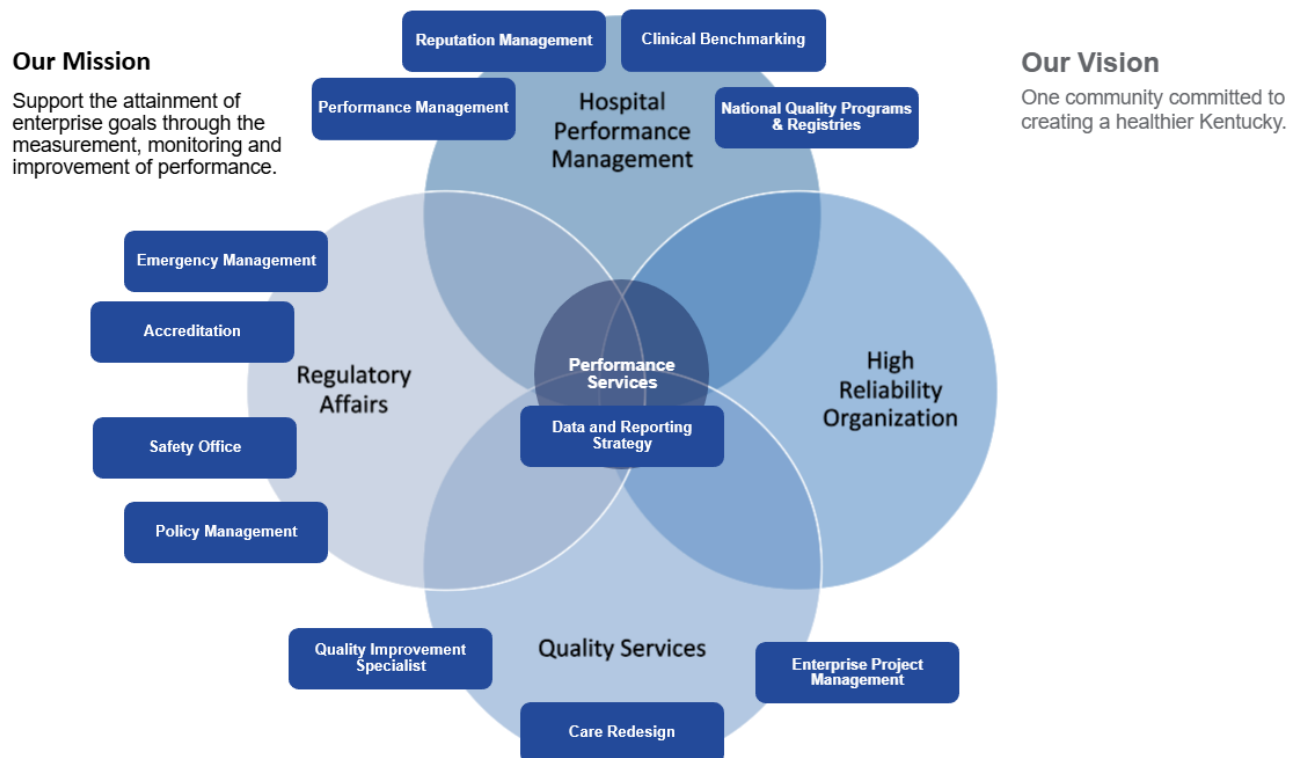 Our Mission
Support the attainment of
enterprise goals through the
measurement, monitoring and
improvement of performance.
Our Vision
One community committed to
creating a healthier Kentucky.
Reputation Management
Clinical Benchmarking
Performance Management
National Quality Programs
& Registries
Hospital
Performance
Management
Emergency Management
Accreditation
Regulatory
Affairs
Safety Office
Policy Management
Performance
Services
Data and Reporting
Strategy
High
Reliability
Organization
Quality Improvement
Specialist
Quality Services
Enterprise Project
Management
Care Redesign